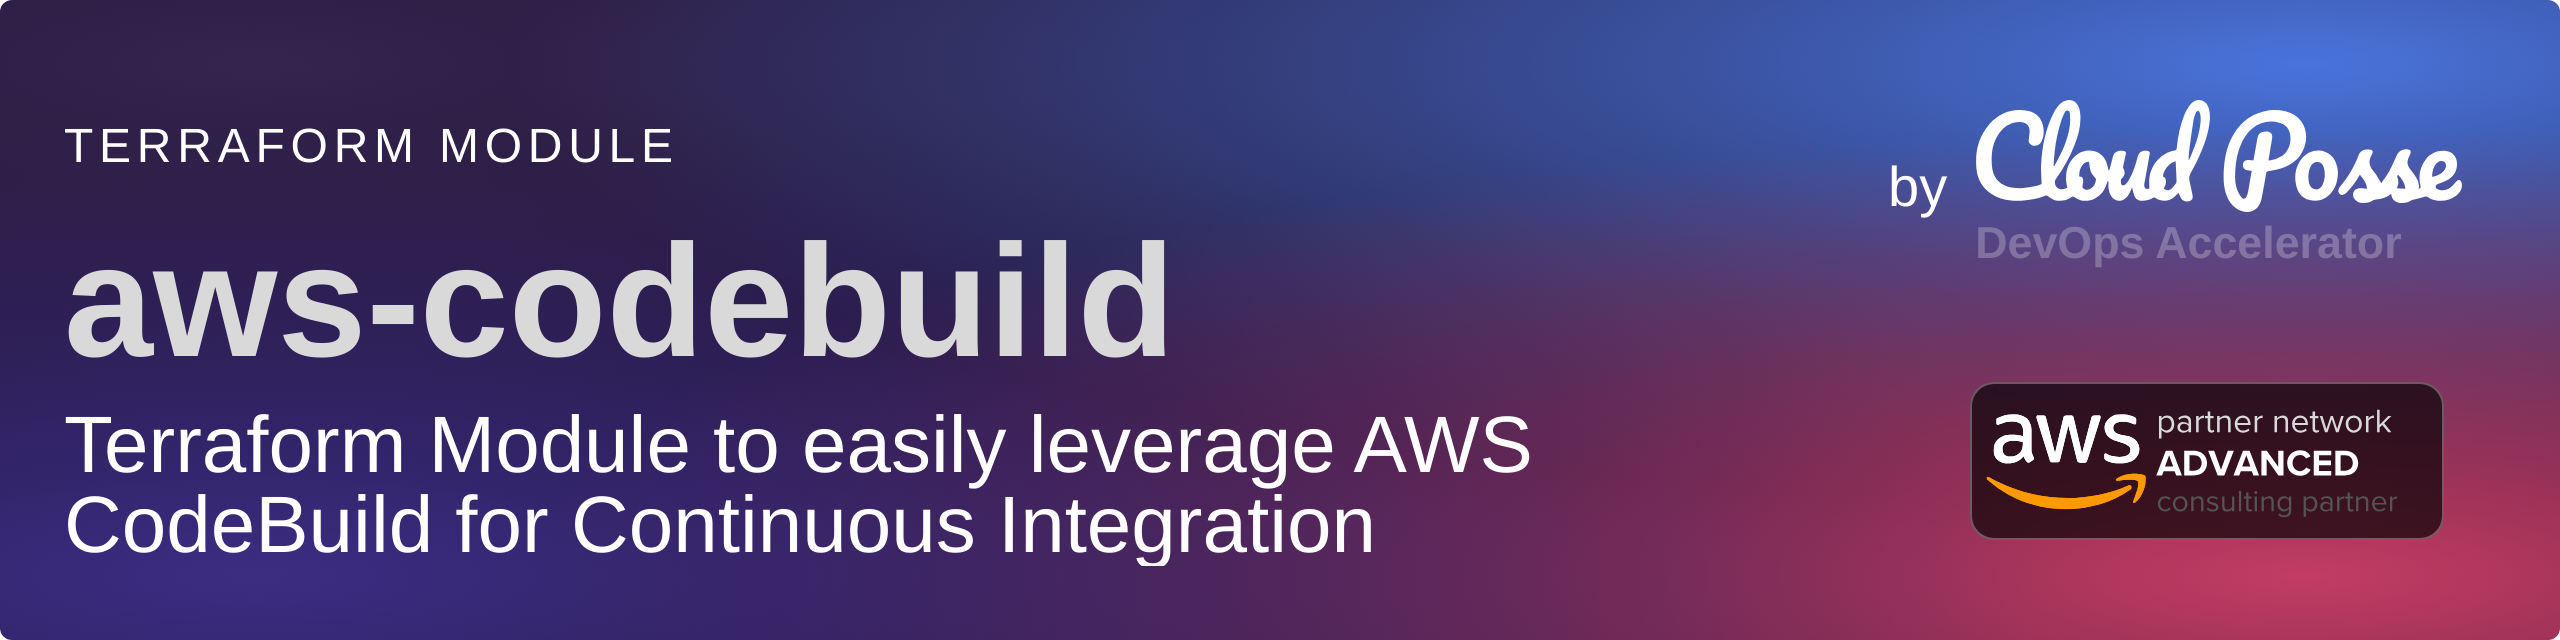 TERRAFORM MODULE
aws-codebuild
Terraform Module to easily leverage AWS
CodeBuild for Continuous Integration
by Cloud Posse
DevOps Accelerator
aws partner network
ADVANCED
consulting partner